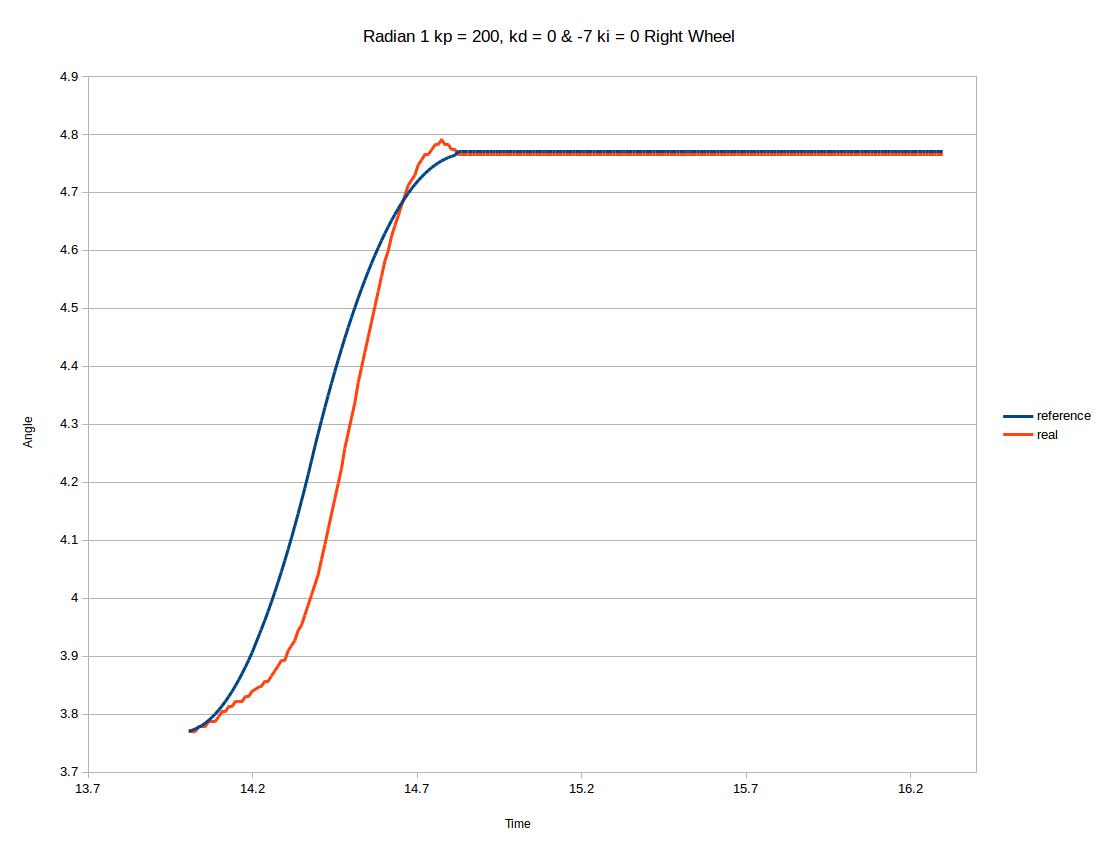 Radian 1 kp = 200, kd = 0 & -7 ki = 0 Right Wheel
4.9
4.8
4.7
4.6
4.5
4.4
4.3
4.2
4.1
4
3.9
3.8
3.7
Angle
13.7 14.2 14.7 15.2 15.7 16.2
Time
reference
real